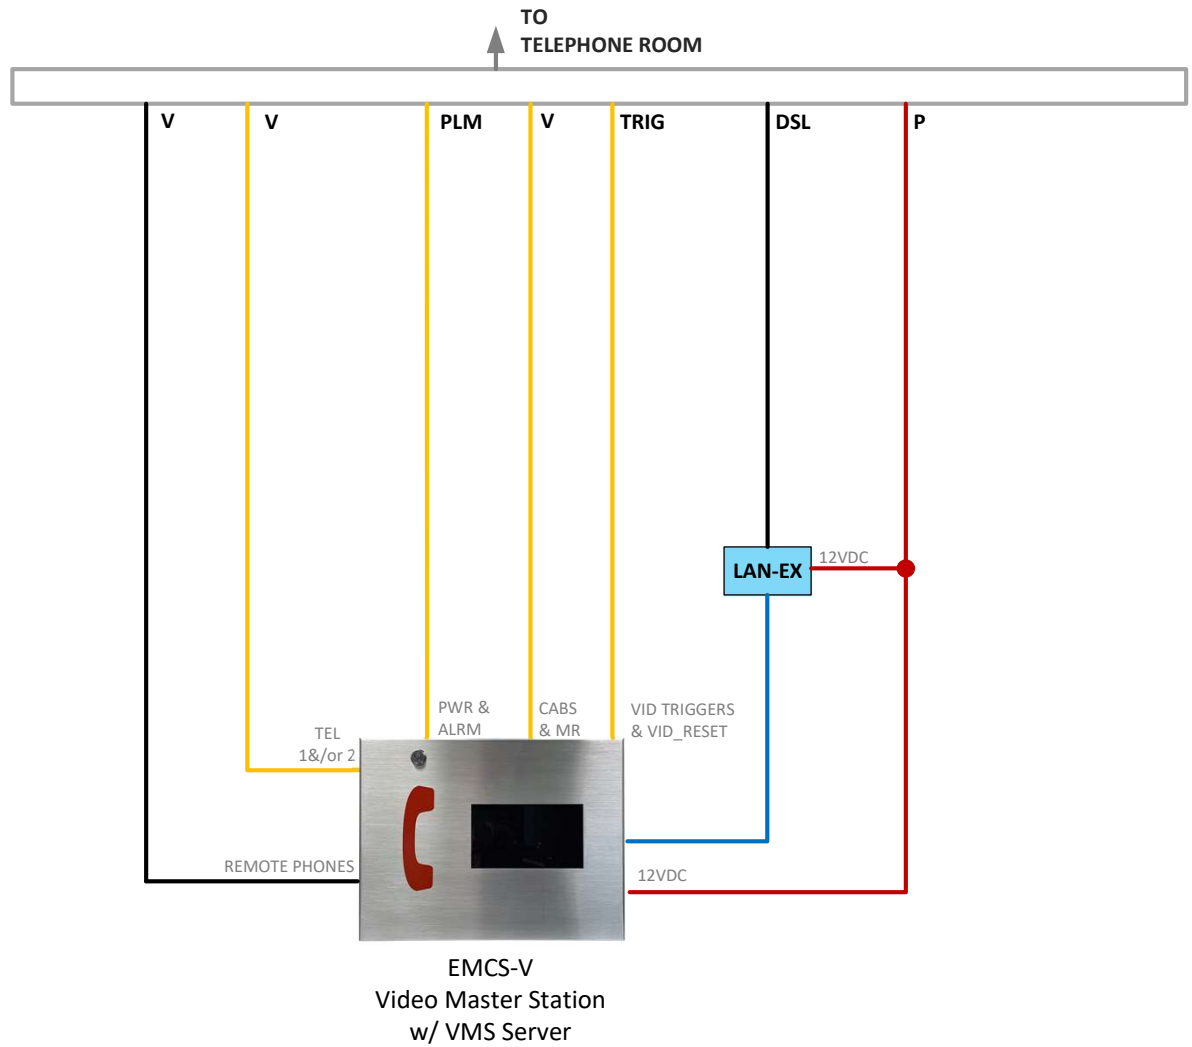 TO
TELEPHONE ROOM
V
V
PLM
V
TRIG
DSL
P
12VDC
LAN-EX
PWR &
ALRM
CABS
& MR
VID TRIGGERS
& VID_RESET
TEL
1&/or 2
REMOTE PHONES
12VDC
EMCS-V
Video Master Station
w/ VMS Server